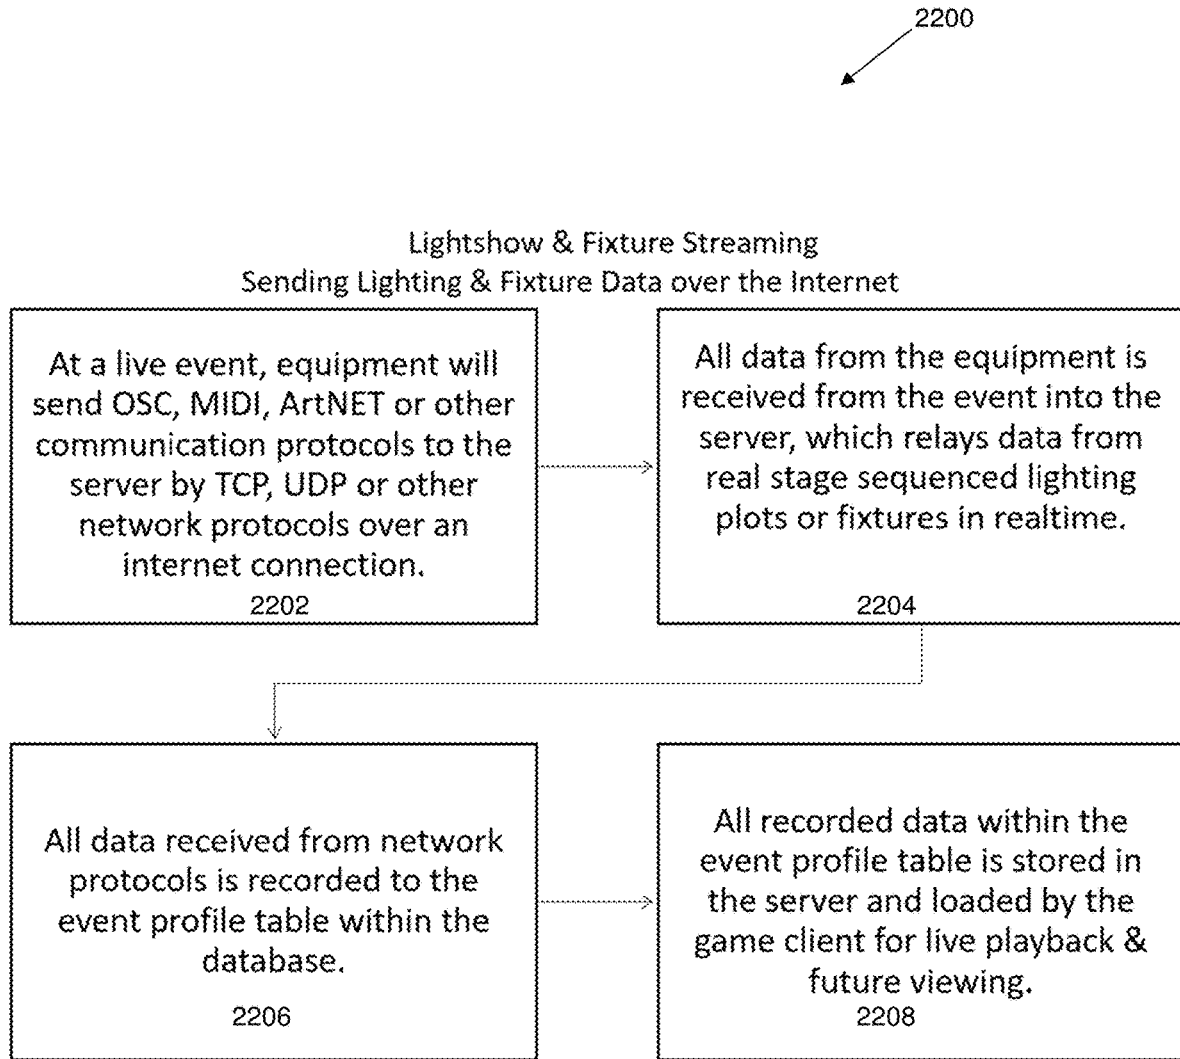 2200
Lightshow & Fixture Streaming
Sending Lighting & Fixture Data over the Internet
At a live event, equipment will
send OSC, MIDI, ArtNET or other
communication protocols to the
server by TCP, UDP or other
network protocols over an
internet connection.
2202
All data from the equipment is
received from the event into the
server, which relays data from
real stage sequenced lighting
plots or fixtures in realtime.
2204
All data received from network
protocols is recorded to the
event profile table within the
database.
2206
All recorded data within the
event profile table is stored in
the server and loaded by the
game client for live playback &
future viewing.
2208